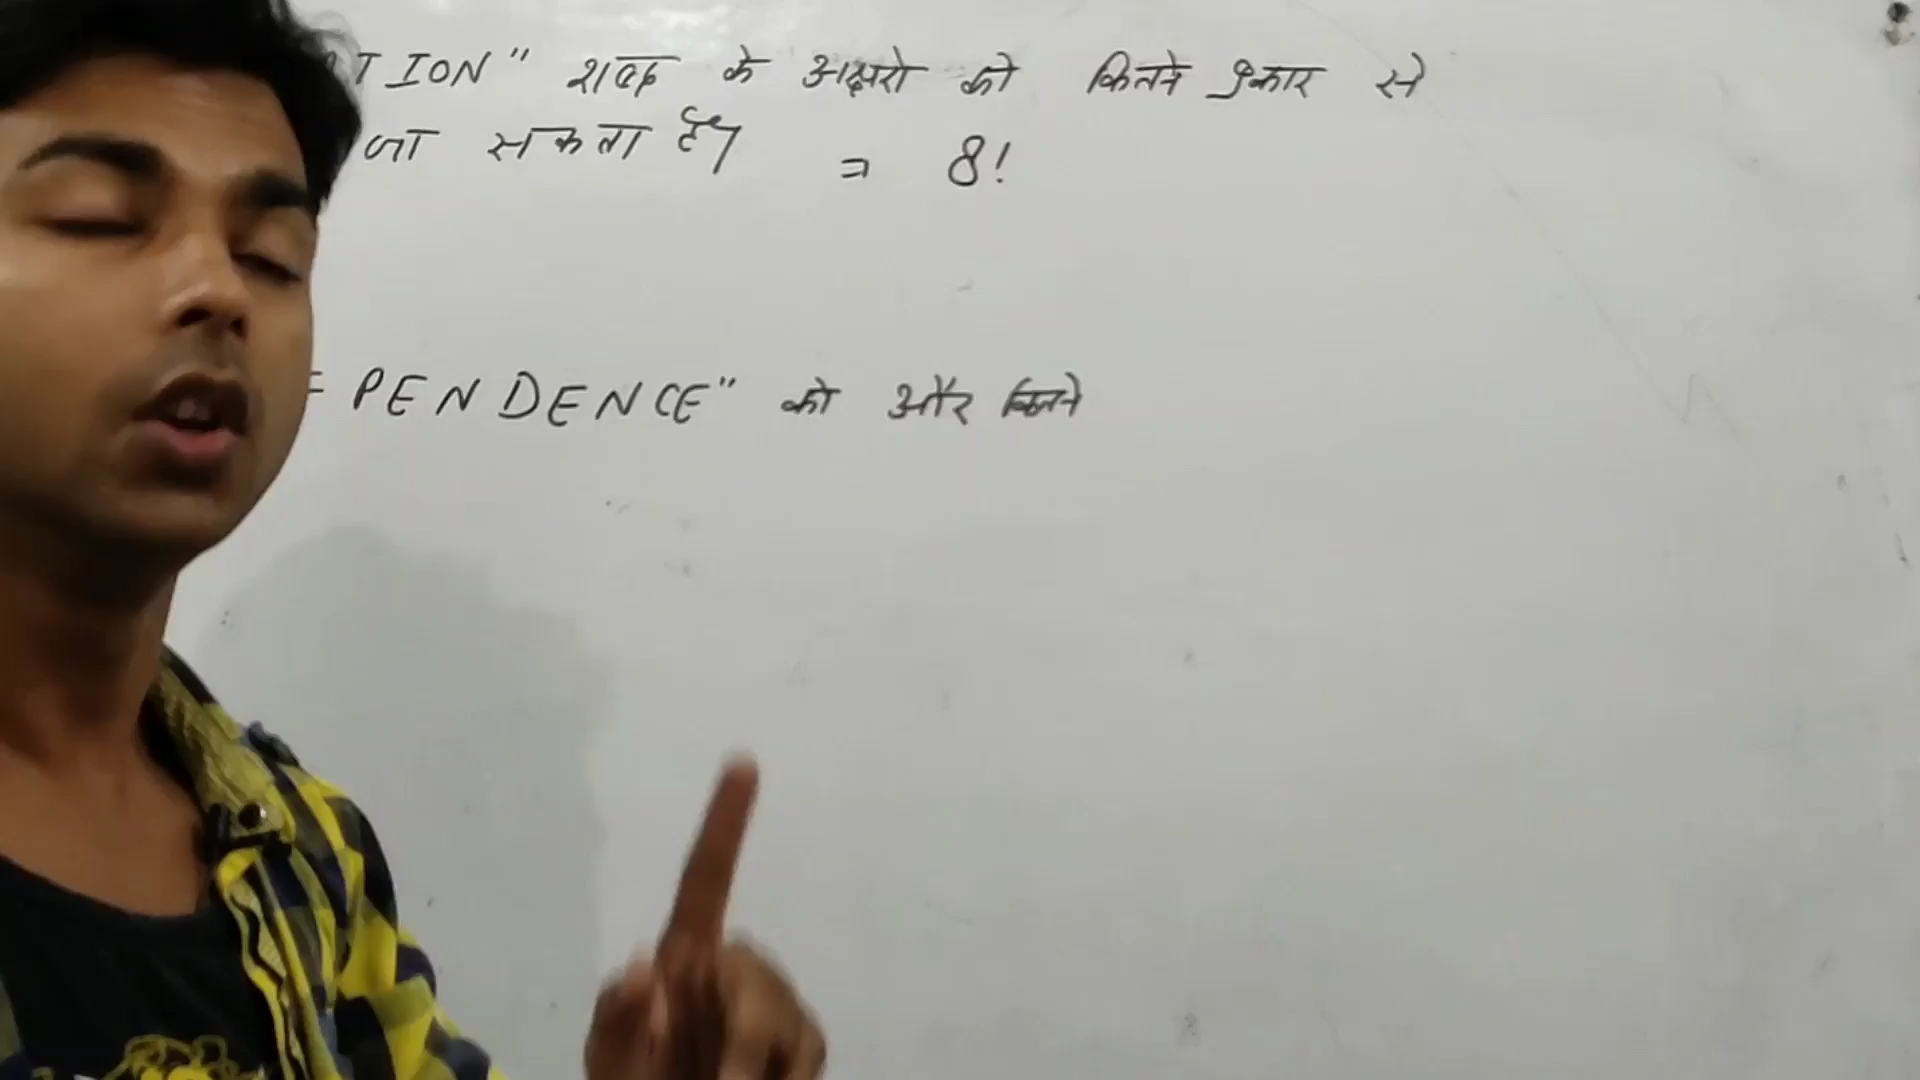 TION" शब्द के अक्षरो को कितने प्रकार से
जा सकता है = 8!
PENDENCE" को और कितने